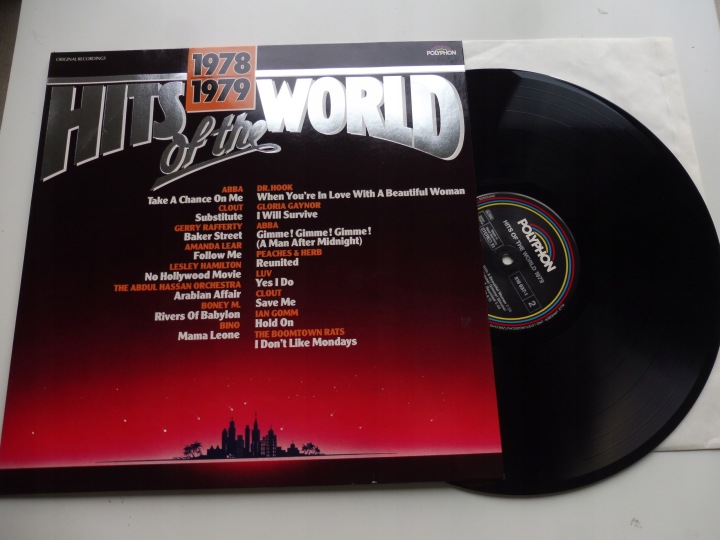 ORIGINAL RECORDINGS
POLYPHON
1978
1979
HITS of the WORLD
ABBA
Take A Chance On Me
CLOUT
Substitute
GERRY RAFFERTY
Baker Street
AMANDA LEAR
Follow Me
LESLEY HAMILTON
No Hollywood Movie
THE ABDUL HASSAN ORCHESTRA
Arabian Affair
BONEY M.
Rivers Of Babylon
BINO
Mama Leone
DR. HOOK
When You're In Love With A Beautiful Woman
GLORIA GAYNOR
I Will Survive
ABBA
Gimme! Gimme! Gimme!
(A Man After Midnight)
PEACHES & HERB
Reunited
LUV
Yes I Do
CLOUT
Save Me
IAN GOMM
Hold On
THE BOOMTOWN RATS
I Don't Like Mondays
POLYPHON
HITS OF THE WORLD 1979
2